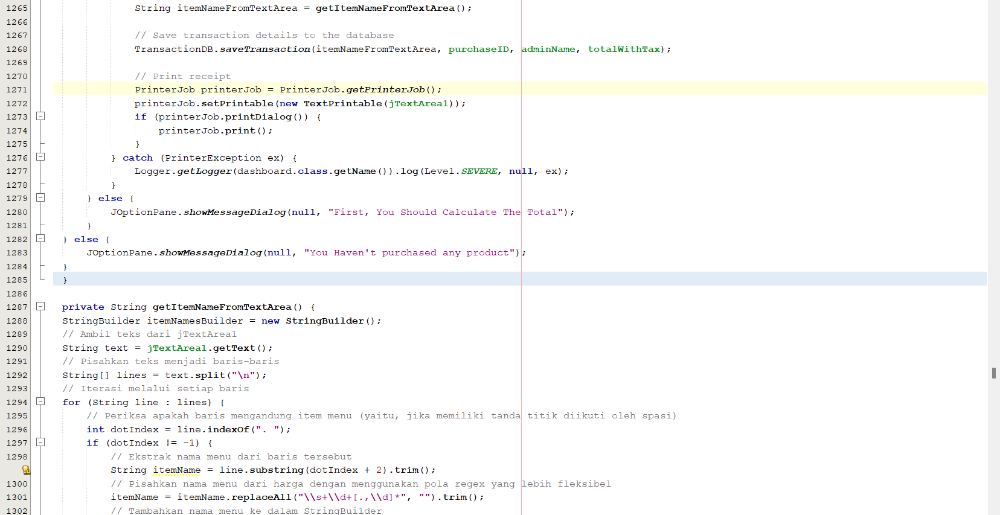 1265 String itemNameFromTextArea = getItemNameFromTextArea();
1266
1267 // Save transaction details to the database
1268 TransactionDB.saveTransaction(itemNameFromTextArea, purchaseID, adminName, totalWithTax);
1269
1270 // Print receipt
1271 PrinterJob printerJob = PrinterJob.getPrinterJob();
1272 printerJob.setPrintable(new TextPrintable(jTextArea1));
1273 if (printerJob.printDialog()) {
1274 printerJob.print();
1275 }
1276 } catch (PrinterException ex) {
1277 Logger.getLogger(dashboard.class.getName()).log(Level.SEVERE, null, ex);
1278 }
1279 } else {
1280 JOptionPane.showMessageDialog(null, "First, You Should Calculate The Total");
1281 }
1282 } else {
1283 JOptionPane.showMessageDialog(null, "You Haven't purchased any product");
1284 }
1285 }
1286
1287 private String getItemNameFromTextArea() {
1288 StringBuilder itemNamesBuilder = new StringBuilder();
1289 // Ambil teks dari jTextArea1
1290 String text = jTextArea1.getText();
1291 // Pisahkan teks menjadi baris-baris
1292 String[] lines = text.split("\n");
1293 // Iterasi melalui setiap baris
1294 for (String line : lines) {
1295 // Periksa apakah baris mengandung item menu (yaitu, jika memiliki tanda titik diikuti oleh spasi)
1296 int dotIndex = line.indexOf(". ");
1297 if (dotIndex != -1) {
1298 // Ekstrak nama menu dari baris tersebut
String itemName = line.substring(dotIndex + 2).trim();
1300 // Pisahkan nama menu dari harga dengan menggunakan pola regex yang lebih fleksibel
1301 itemName = itemName.replaceAll("\\s+\\d+[.,\\d]*", "").trim();
1302 // Tambahkan nama menu ke dalam StringBuilder